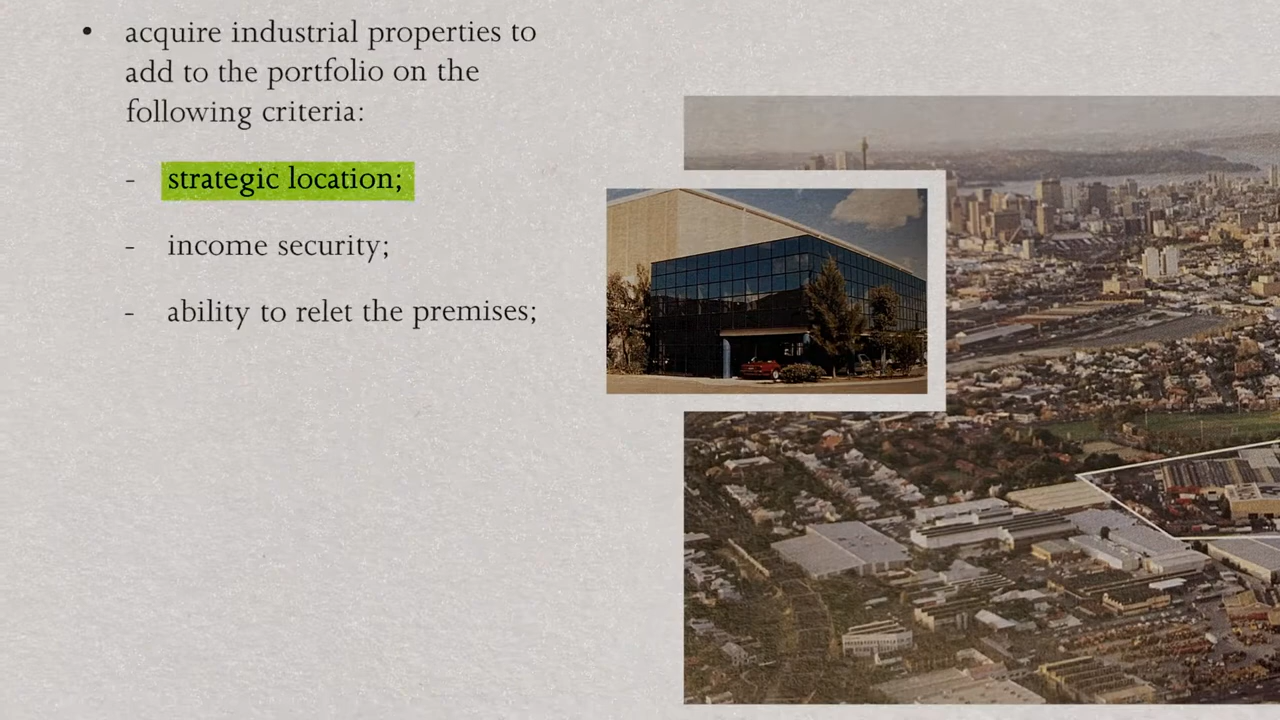 • acquire industrial properties to
add to the portfolio on the
following criteria:
- strategic location;
- income security;
- ability to relet the premises;